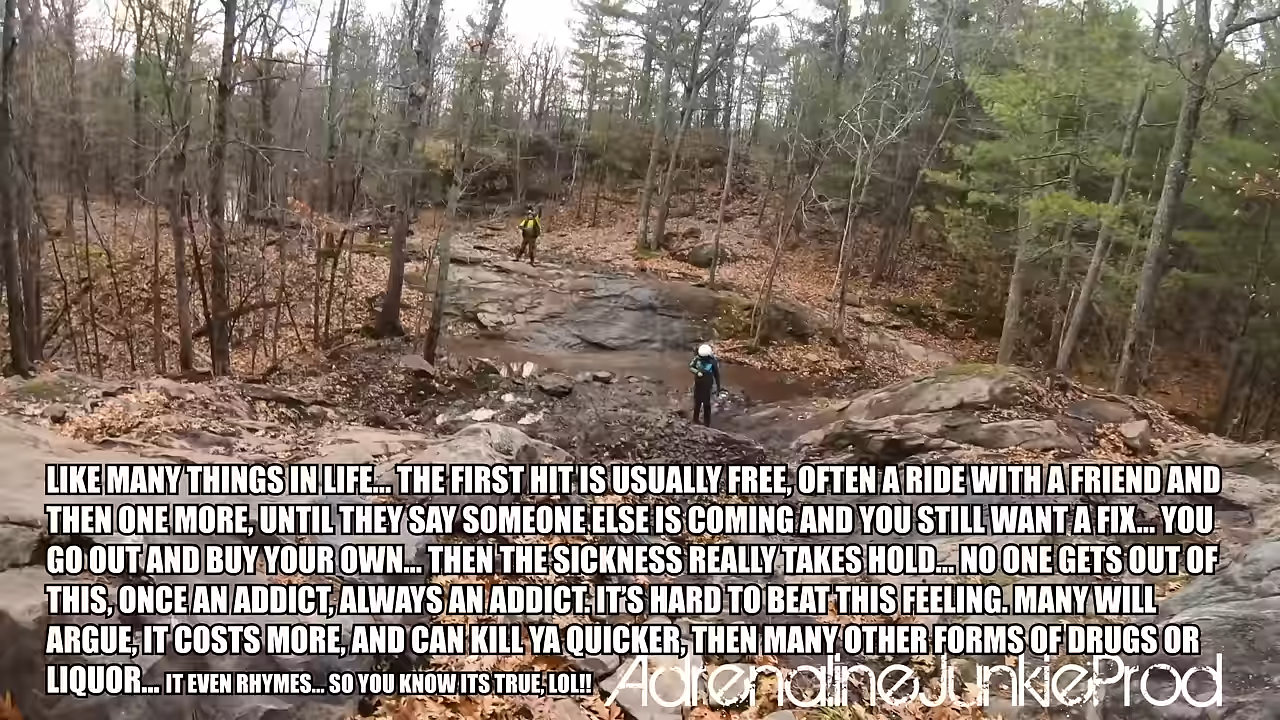 LIKE MANY THINGS IN LIFE... THE FIRST HIT IS USUALLY FREE, OFTEN A RIDE WITH A FRIEND AND
THEN ONE MORE, UNTIL THEY SAY SOMEONE ELSE IS COMING AND YOU STILL WANT A FIX... YOU
GO OUT AND BUY YOUR OWN... THEN THE SICKNESS REALLY TAKES HOLD... NO ONE GETS OUT OF
THIS, ONCE AN ADDICT, ALWAYS AN ADDICT. IT'S HARD TO BEAT THIS FEELING. MANY WILL
ARGUE, IT COSTS MORE, AND CAN KILL YA QUICKER, THEN MANY OTHER FORMS OF DRUGS OR
LIQUOR... IT EVEN RHYMES... SO YOU KNOW ITS TRUE, LOL!!
AdrenalineJunkieProd